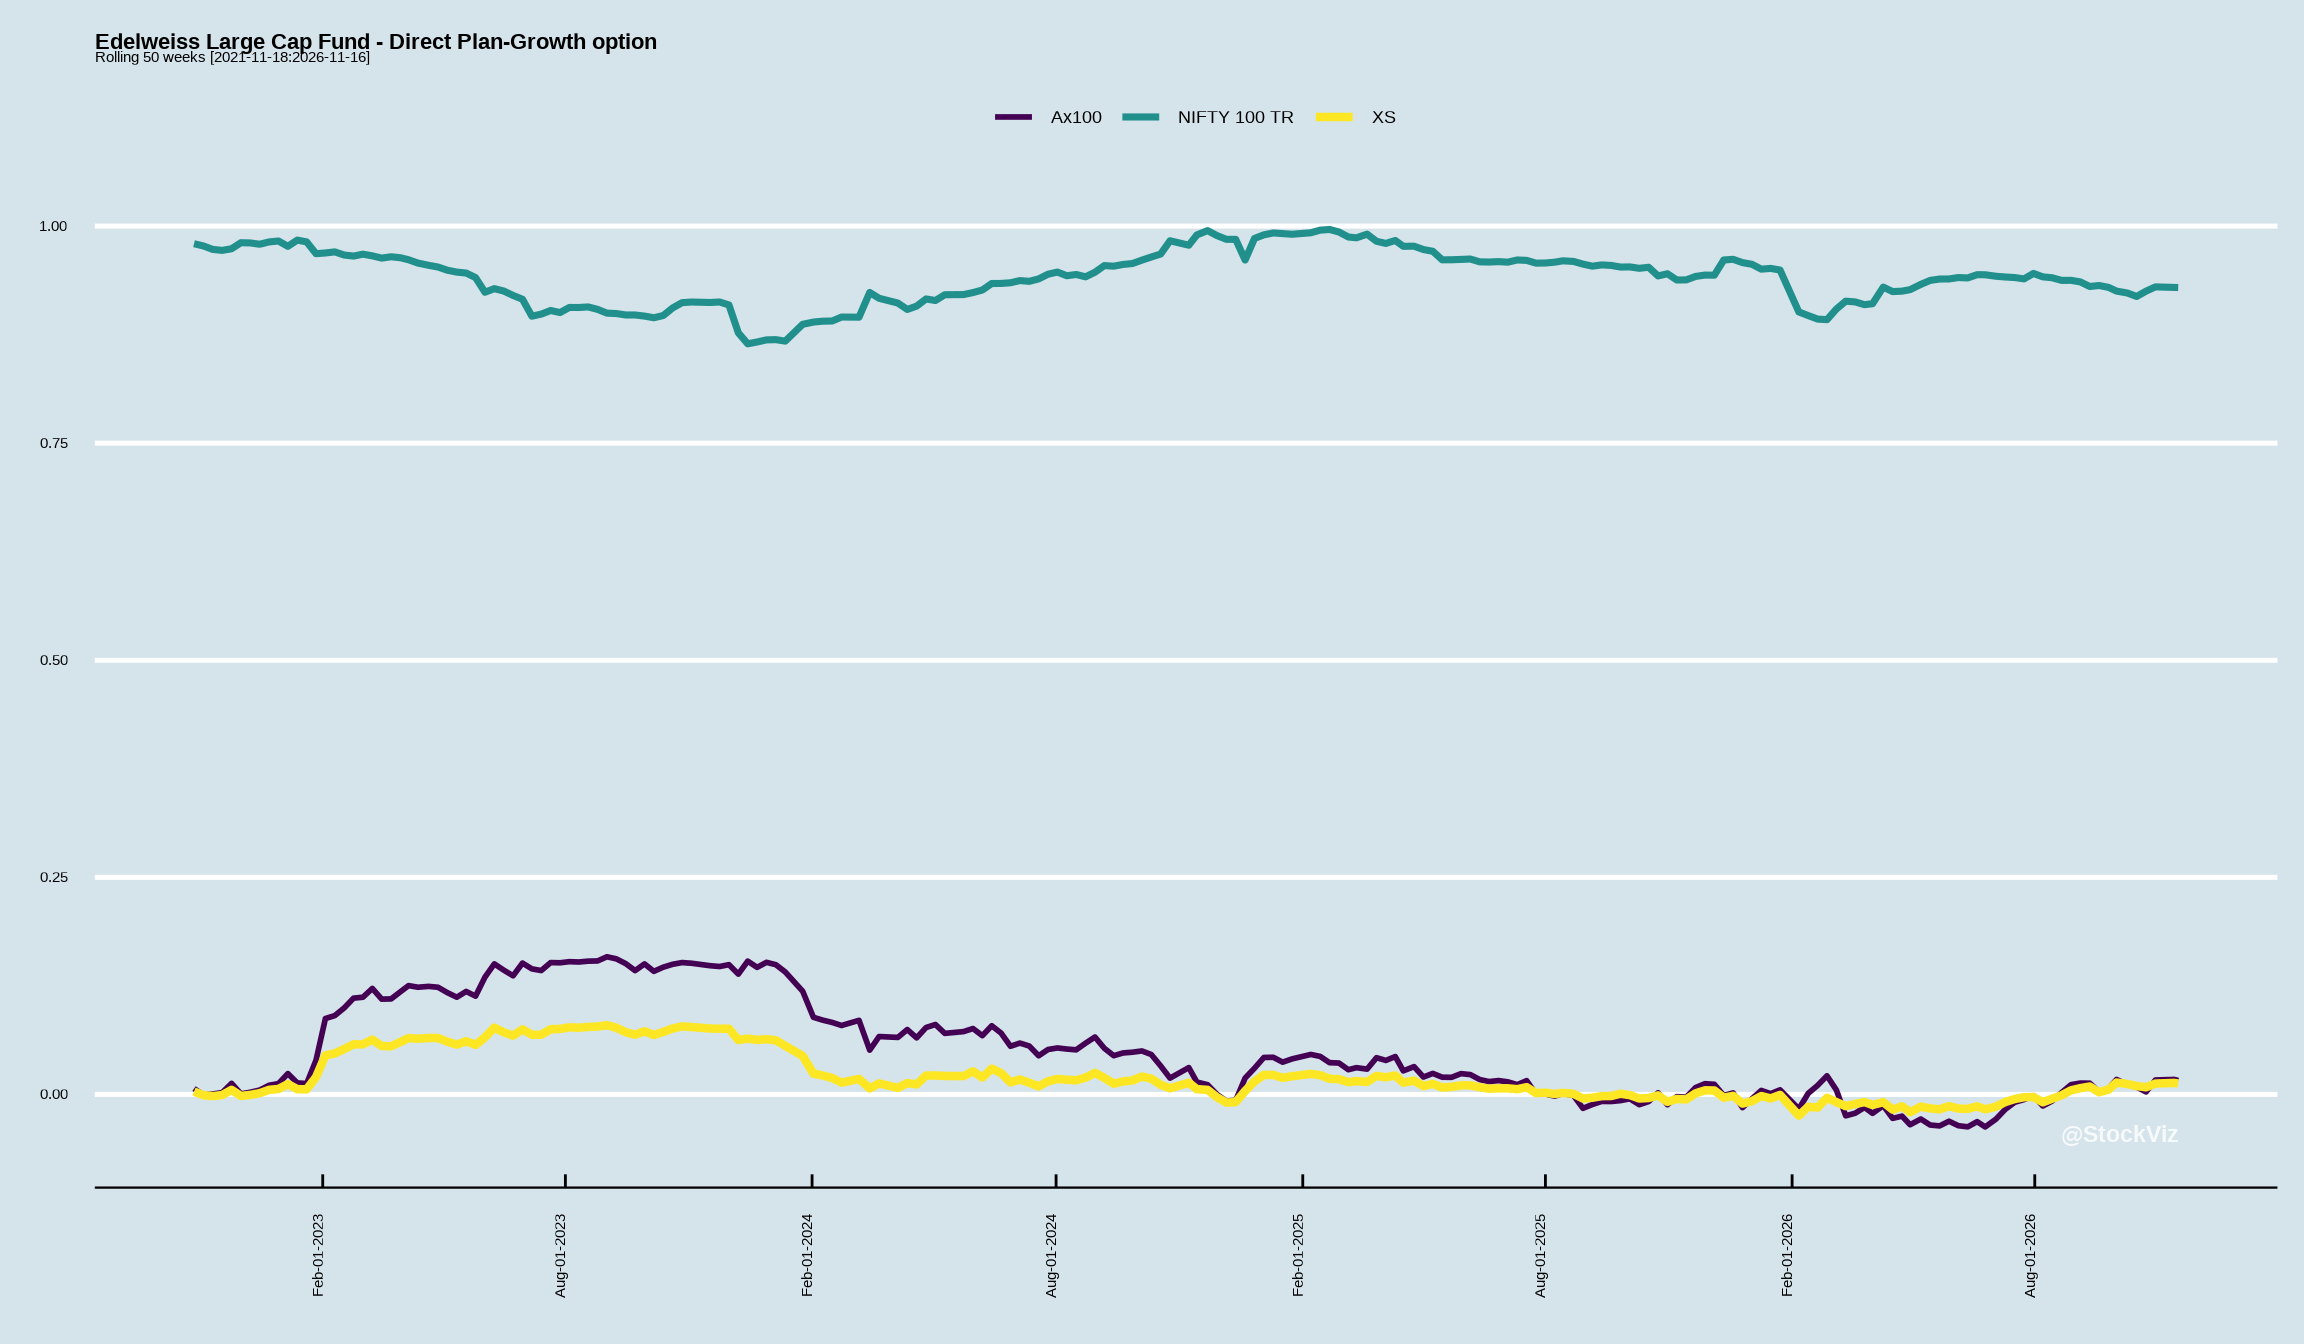 Edelweiss Large Cap Fund - Direct Plan-Growth option
Rolling 50 weeks [2021-11-18:2026-11-16]
Ax100 NIFTY 100 TR XS
1.00
0.75
0.50
0.25
0.00
@StockViz
Feb-01-2023
Aug-01-2023
Feb-01-2024
Aug-01-2024
Feb-01-2025
Aug-01-2025
Feb-01-2026
Aug-01-2026